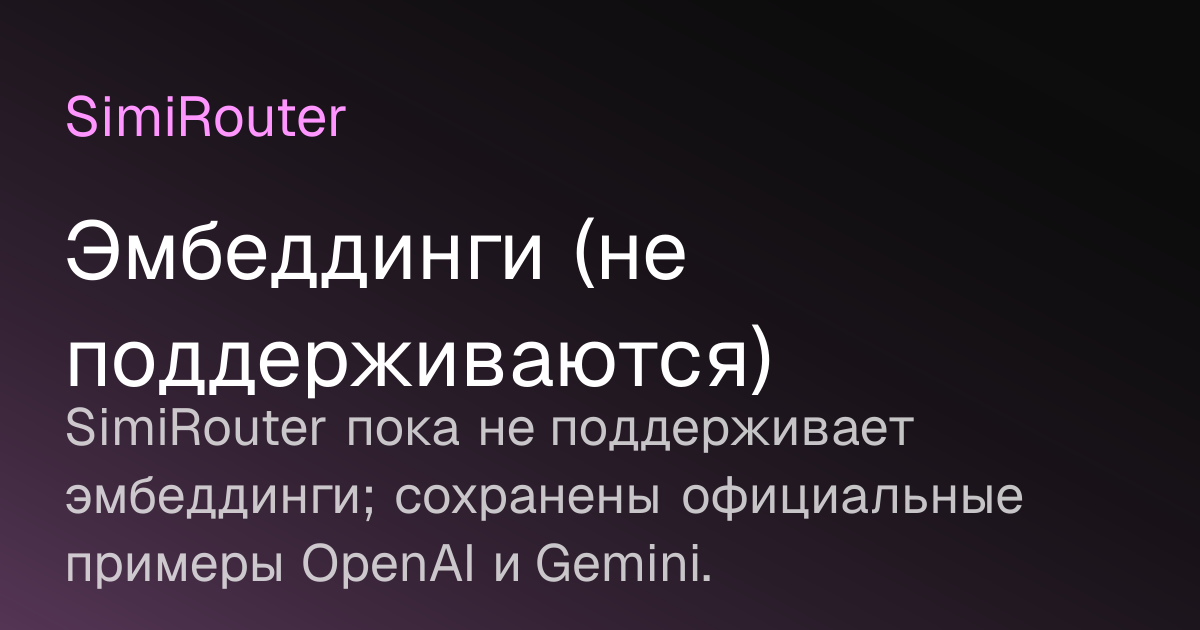 SimiRouter
Эмбеддинги (не
поддерживаются)
SimiRouter пока не поддерживает
эмбеддинги; сохранены официальные
примеры OpenAI и Gemini.